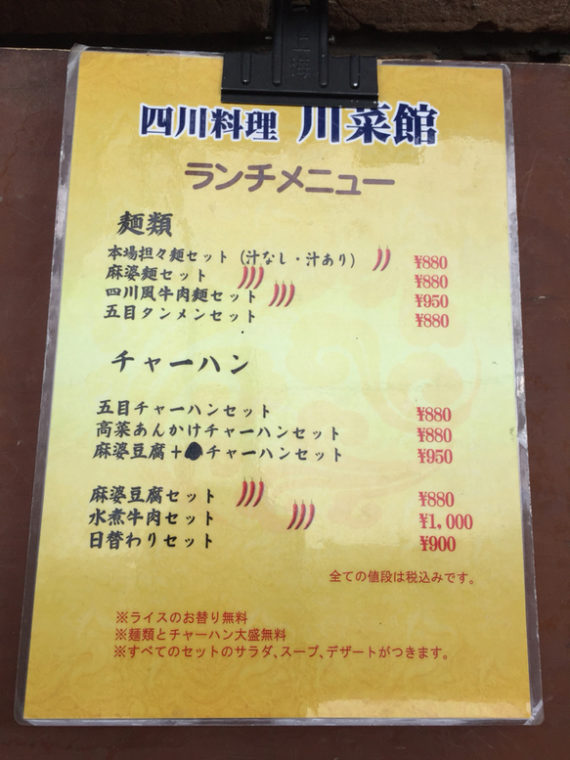 四川料理 川菜館
ランチメニュー
麺類
本場担々麺セット (汁なし・汁あり) ¥880
麻婆麺セット ¥880
四川風牛肉麺セット ¥950
五目タンメンセット ¥880
チャーハン
五目チャーハンセット ¥880
高菜あんかけチャーハンセット ¥880
麻婆豆腐+チャーハンセット ¥950
麻婆豆腐セット ¥880
水煮牛肉セット ¥1,000
日替わりセット ¥900
全ての値段は税込みです。
※ライスのお替り無料
※麺類とチャーハン大盛無料
※すべてのセットのサラダ、スープ、デザートがつきます。